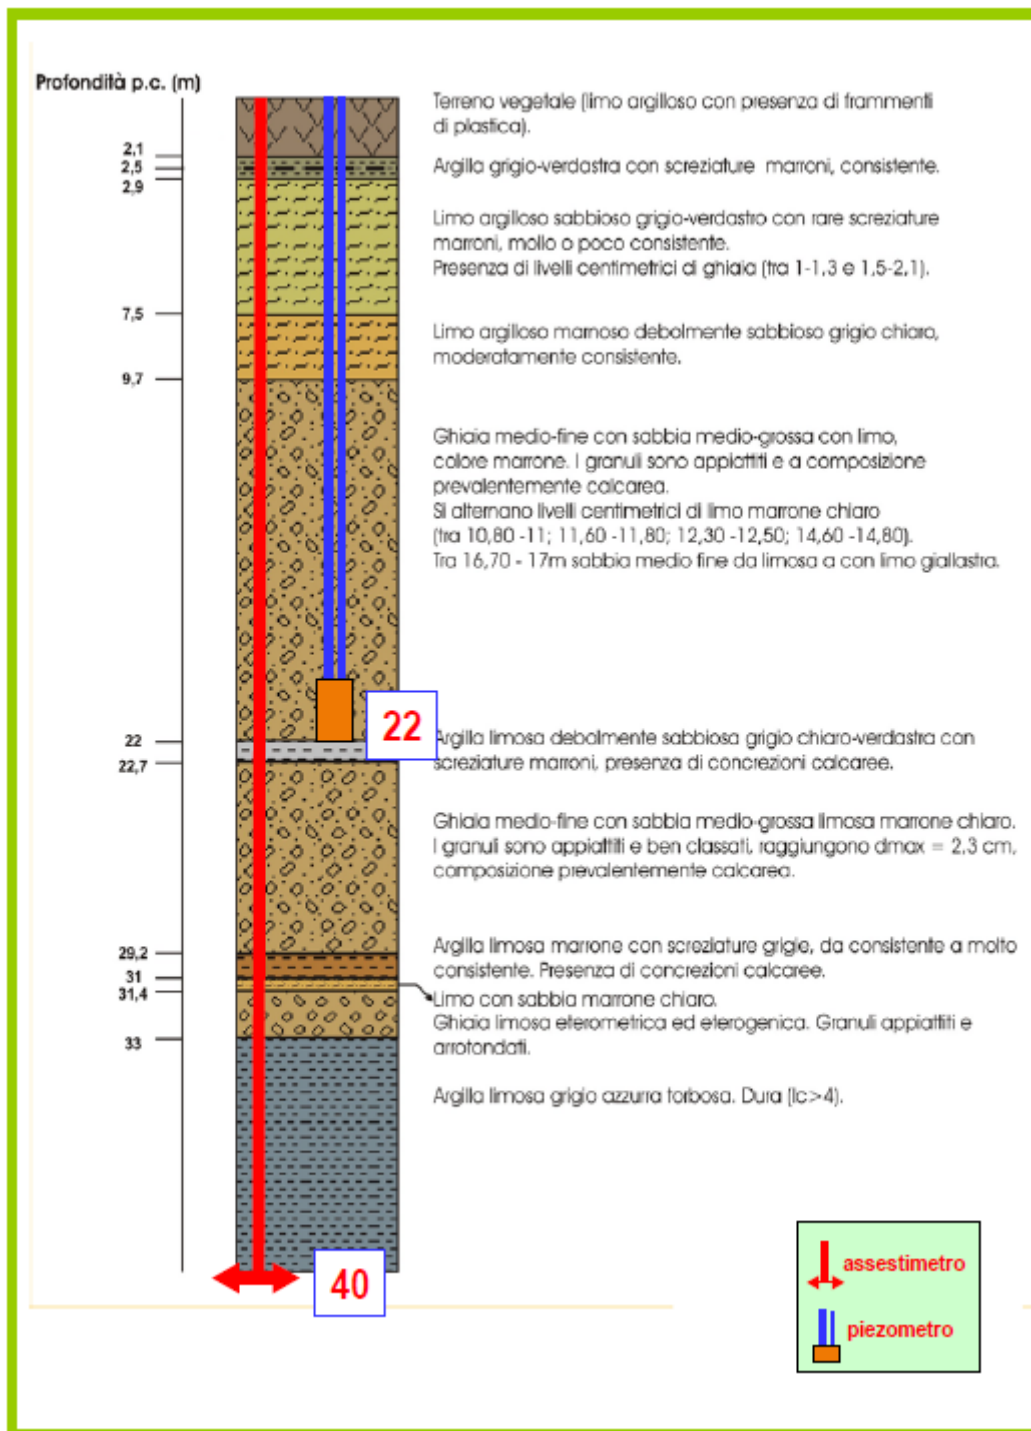 Profondità p.c. (m)
Terreno vegetale (limo argilloso con presenza di frammenti
di plastica).
2,1
2,5
2,9
Argilla grigio-verdastra con screziature marroni, consistente.
Limo argilloso sabbioso grigio-verdastro con rare screziature
marroni, mollo o poco consistente.
Presenza di livelli centimetrici di ghiaia (tra 1-1,3 e 1,5-2,1).
7,5
Limo argilloso marnoso debolmente sabbioso grigio chiaro,
moderatamente consistente.
9,7
Ghiaia medio-fine con sabbia medio-grossa con limo,
colore marrone. I granuli sono appiattiti e a composizione
prevalentemente calcarea.
Si alternano livelli centimetrici di limo marrone chiaro
(tra 10,80 -11; 11,60 -11,80; 12,30 -12,50; 14,60 -14,80).
Tra 16,70 - 17m sabbia medio fine da limosa a con limo giallastra.
22
22
22,7
Argilla limosa debolmente sabbiosa grigio chiaro-verdastra con
screziature marroni, presenza di concrezioni calcaree.
Ghiaia medio-fine con sabbia medio-grossa limosa marrone chiaro.
I granuli sono appiattiti e ben classati, raggiungono dmax = 2,3 cm,
composizione prevalentemente calcarea.
29,2
31
31,4
33
Argilla limosa marrone con screziature grigie, da consistente a molto
consistente. Presenza di concrezioni calcaree.
Limo con sabbia marrone chiaro.
Ghiaia limosa eterometrica ed eterogenica. Granuli appiattiti e
arrotondati.
Argilla limosa grigio azzurra torbosa. Dura (Ic>4).
40
assestimetro
piezometro